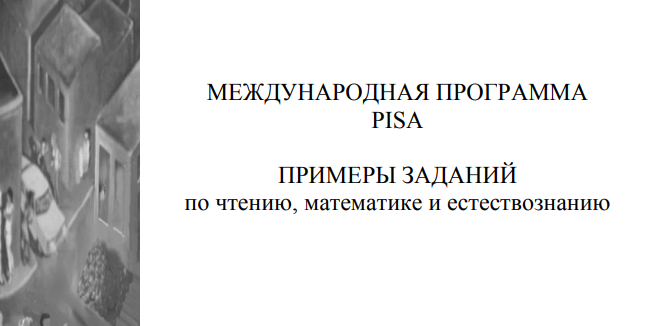 МЕЖДУНАРОДНАЯ ПРОГРАММА
PISA
ПРИМЕРЫ ЗАДАНИЙ
по чтению, математике и естествознанию